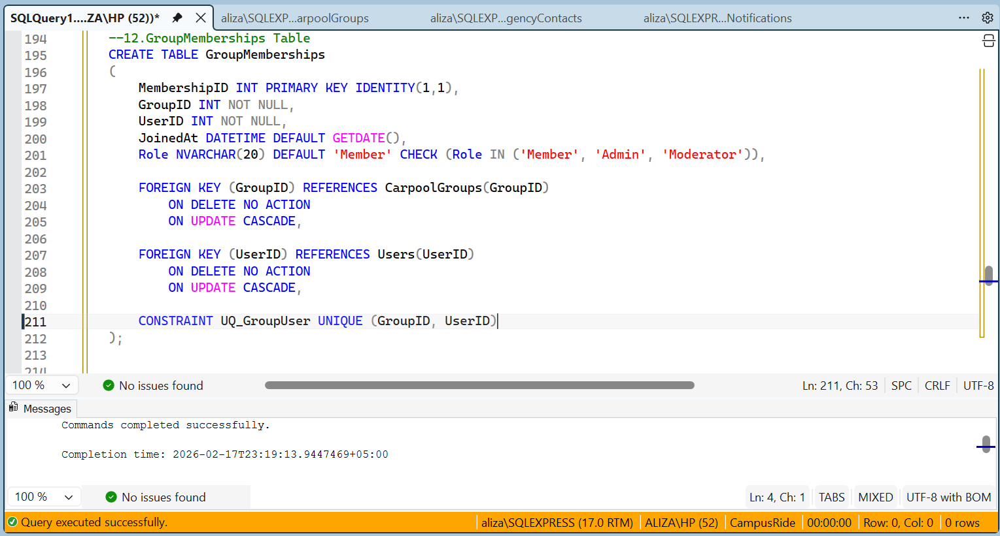 SQLQuery1....ZA\HP (52))* aliza\SQLEXP...arpoolGroups aliza\SQLEXP...gencyContacts aliza\SQLEXPR...Notifications
194 --12.GroupMemberships Table
195 CREATE TABLE GroupMemberships
196 (
197 MembershipID INT PRIMARY KEY IDENTITY(1,1),
198 GroupID INT NOT NULL,
199 UserID INT NOT NULL,
200 JoinedAt DATETIME DEFAULT GETDATE(),
201 Role NVARCHAR(20) DEFAULT 'Member' CHECK (Role IN ('Member', 'Admin', 'Moderator')),
202
203 FOREIGN KEY (GroupID) REFERENCES CarpoolGroups(GroupID)
204 ON DELETE NO ACTION
205 ON UPDATE CASCADE,
206
207 FOREIGN KEY (UserID) REFERENCES Users(UserID)
208 ON DELETE NO ACTION
209 ON UPDATE CASCADE,
210
211 CONSTRAINT UQ_GroupUser UNIQUE (GroupID, UserID)
212 );
213
214
100 % No issues found Ln: 211, Ch: 53 SPC CRLF UTF-8
Messages
Commands completed successfully.
Completion time: 2026-02-17T23:19:13.9447469+05:00
100 % No issues found Ln: 4, Ch: 1 TABS MIXED UTF-8 with BOM
Query executed successfully. aliza\SQLEXPRESS (17.0 RTM) ALIZA\HP (52) CampusRide 00:00:00 Row: 0, Col: 0 0 rows